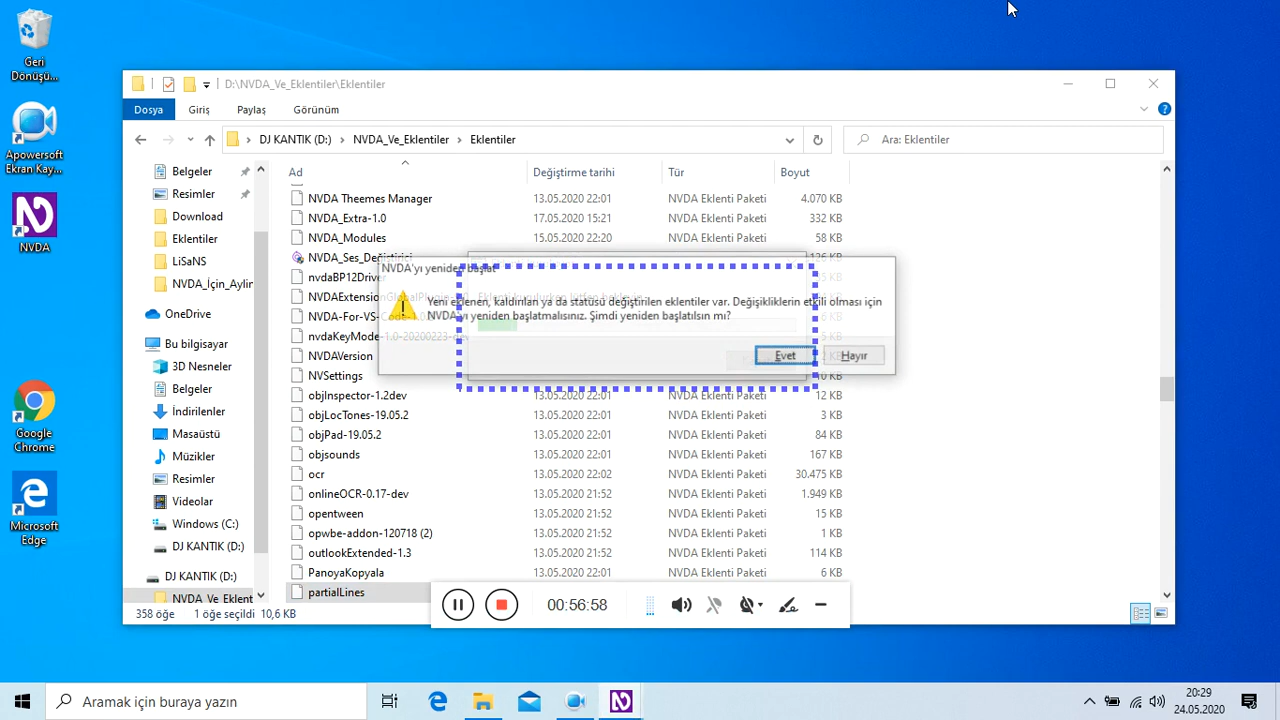 Geri
Dönüşü...
Apowersoft
Ekran Kay...
NVDA
Google
Chrome
Microsoft
Edge
D:\NVDA_Ve_Eklentiler\Eklentiler
Dosya Giriş Paylaş Görünüm
DJ KANTIK (D:) NVDA_Ve_Eklentiler Eklentiler
Ara: Eklentiler
Belgeler
Resimler
Download
Eklentiler
LiSaNS
NVDA_İçin_Aylin
OneDrive
Bu bilgisayar
3D Nesneler
Belgeler
İndirilenler
Masaüstü
Müzikler
Resimler
Videolar
Windows (C:)
DJ KANTIK (D:)
DJ KANTIK (D:)
NVDA_Ve_Eklent
Ad Değiştirme tarihi Tür Boyut
NVDA Theemes Manager 13.05.2020 22:01 NVDA Eklenti Paketi 4.070 KB
NVDA_Extra-1.0 17.05.2020 15:21 NVDA Eklenti Paketi 332 KB
NVDA_Modules 15.05.2020 22:20 NVDA Eklenti Paketi 58 KB
NVDA_Ses_Değiştirici
nvdaBP12Driver
NVDAExtensionGlobalPlugin
NVDA-For-VS-Code-1.0
nvdaKeyMode-1.0-20200223-dev
NVDAVersion
NVSettings
NVDA'yı yeniden başlat
Yeni eklenen, kaldırılan ya da statüsü değiştirilen eklentiler var. Değişikliklerin etkili olması için
NVDA'yı yeniden başlatmalısınız. Şimdi yeniden başlatılsın mı?
Evet Hayır
objInspector-1.2dev 13.05.2020 22:01 NVDA Eklenti Paketi 12 KB
objLocTones-19.05.2 13.05.2020 22:01 NVDA Eklenti Paketi 3 KB
objPad-19.05.2 13.05.2020 22:01 NVDA Eklenti Paketi 84 KB
objsounds 13.05.2020 22:01 NVDA Eklenti Paketi 167 KB
ocr 13.05.2020 22:02 NVDA Eklenti Paketi 30.475 KB
onlineOCR-0.17-dev 13.05.2020 21:52 NVDA Eklenti Paketi 1.949 KB
opentween 13.05.2020 21:52 NVDA Eklenti Paketi 15 KB
opwbe-addon-120718 (2) 13.05.2020 21:52 NVDA Eklenti Paketi 1 KB
outlookExtended-1.3 13.05.2020 21:52 NVDA Eklenti Paketi 114 KB
PanoyaKopyala 13.05.2020 22:01 NVDA Eklenti Paketi 6 KB
partialLines
358 öğe 1 öğe seçildi 10,6 KB
00:56:58
Aramak için buraya yazın
20:29
24.05.2020